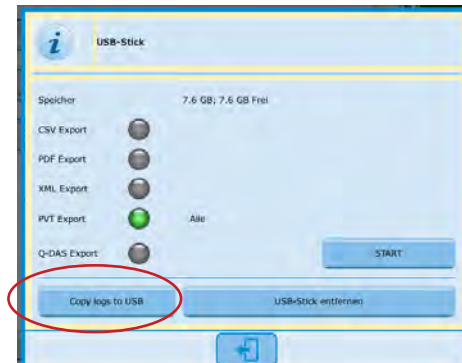 USB-Stick
Speicher 7.6 GB; 7.6 GB Frei
CSV Export
PDF Export
XML Export
PVT Export Alle
Q-DAS Export START
Copy logs to USB USB-Stick entfernen